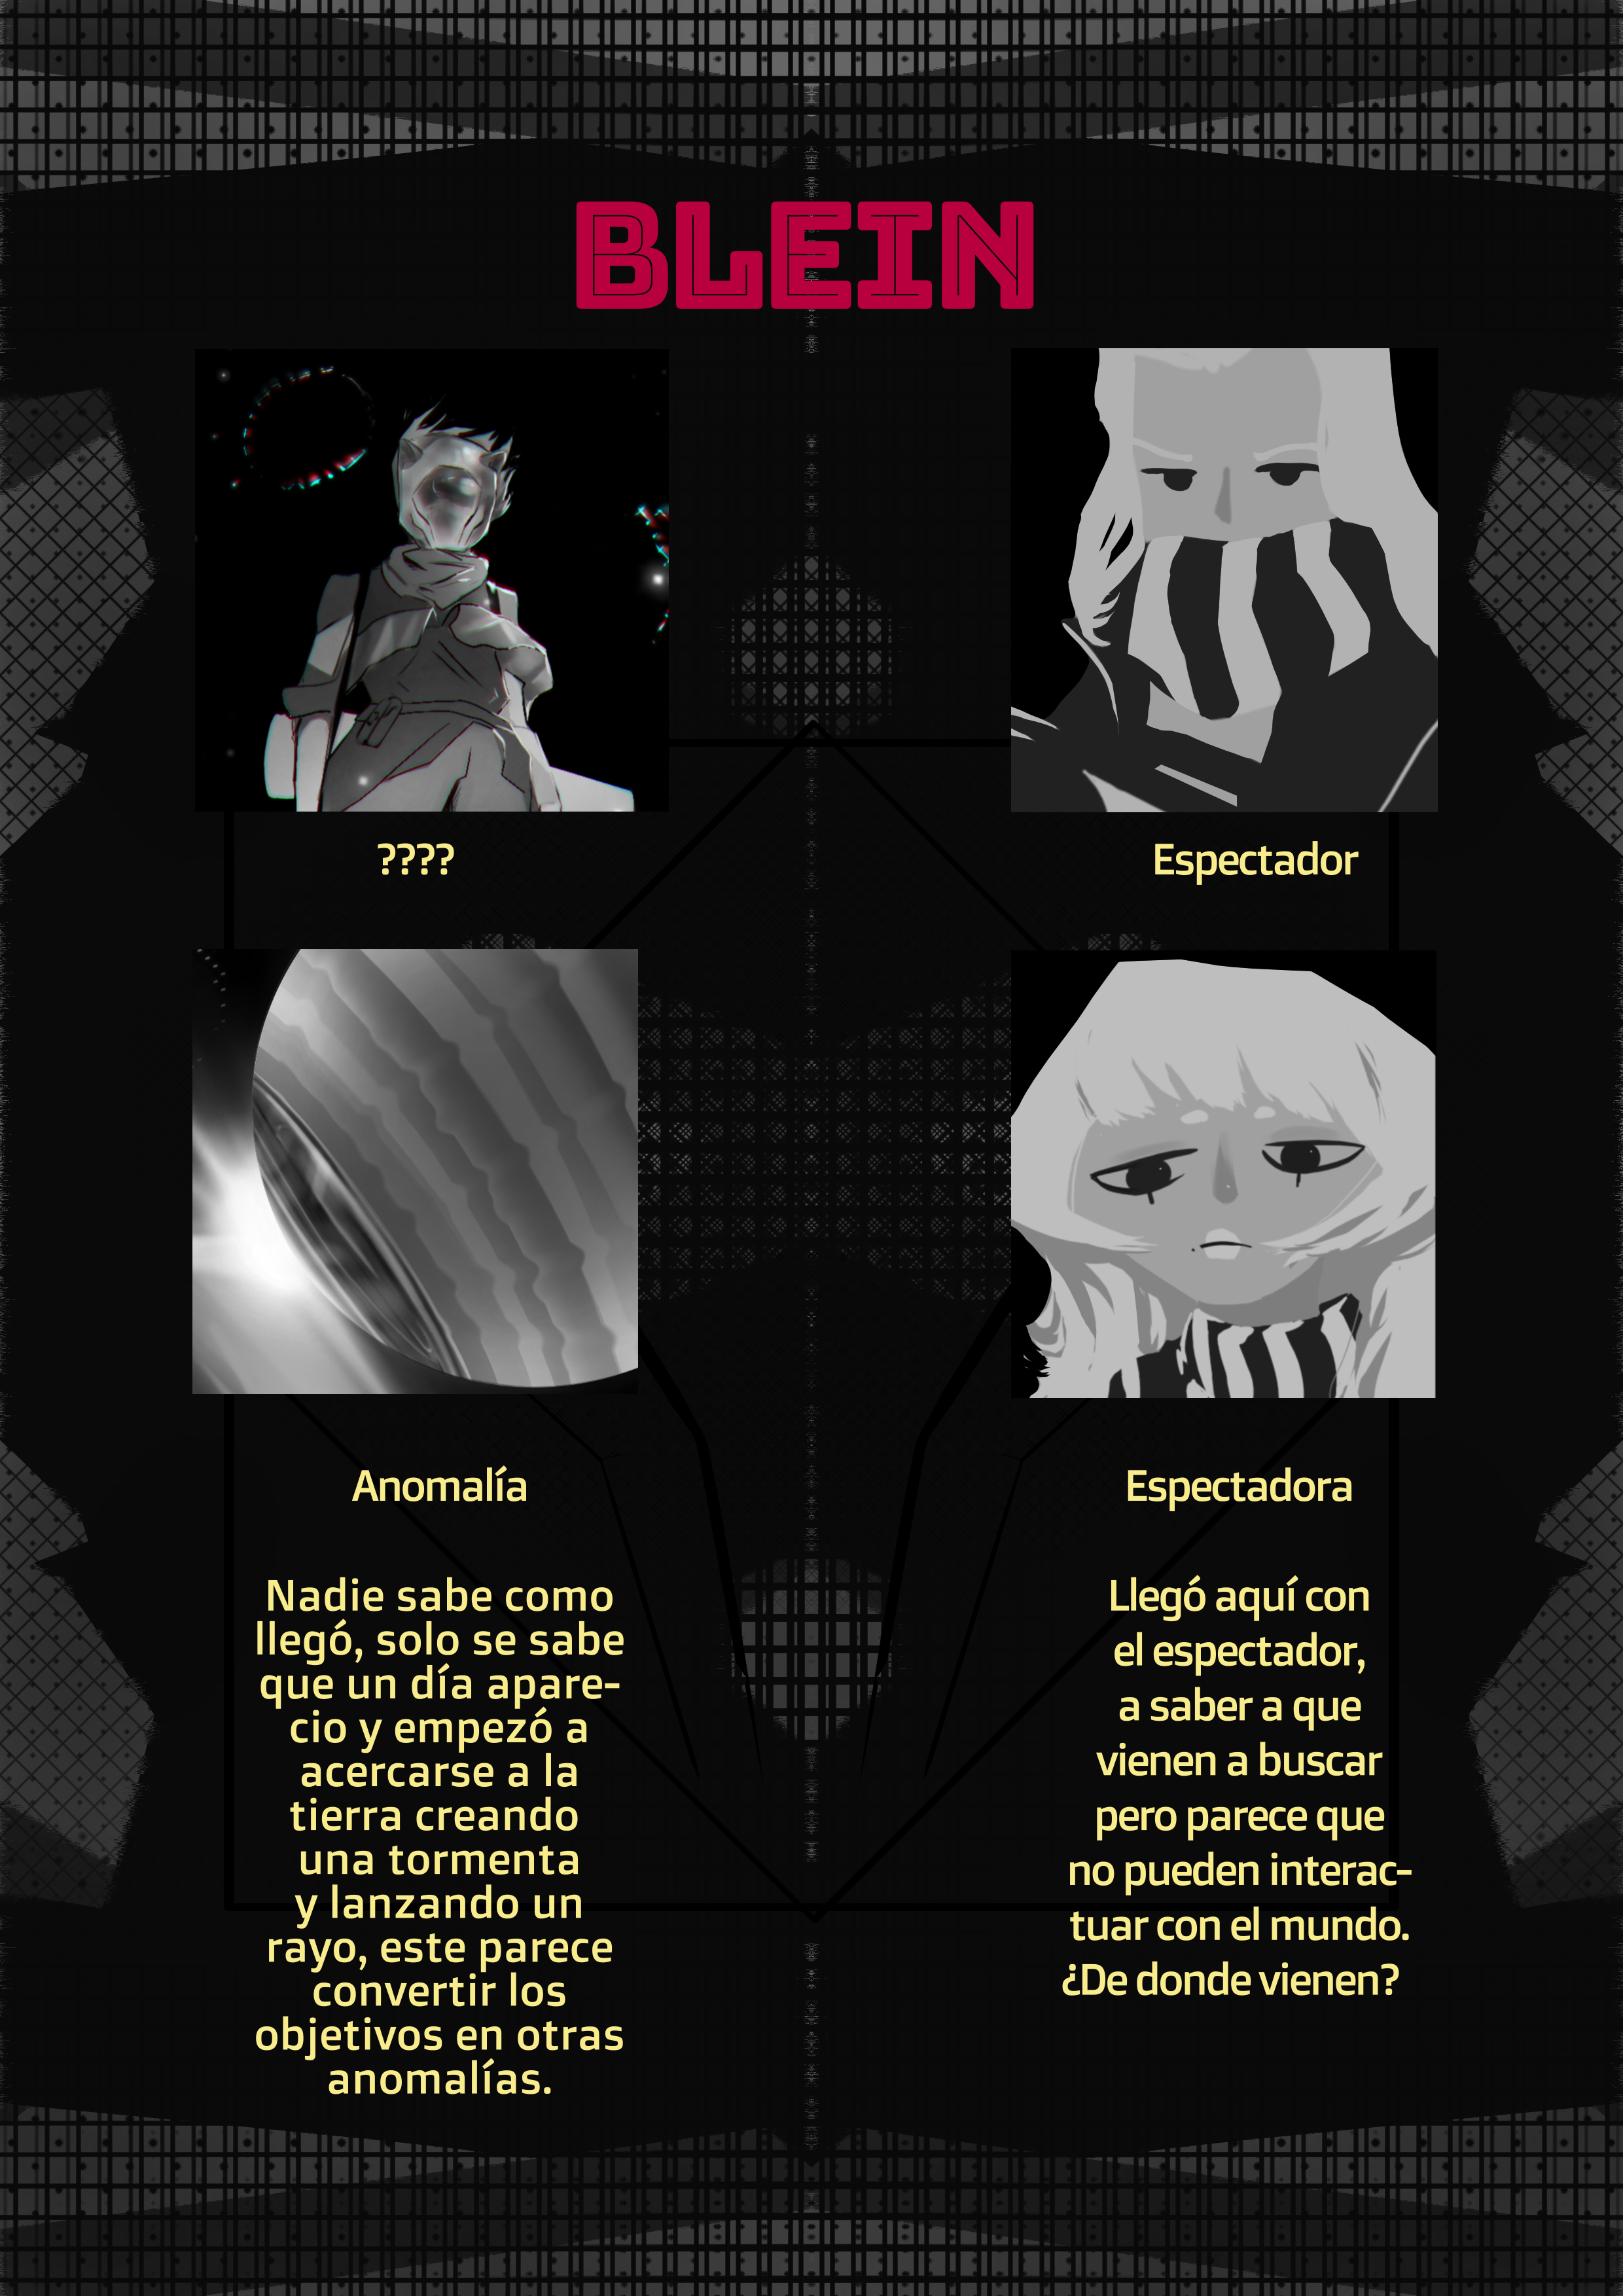 BLEIN
????
Espectador
Anomalía
Espectadora
Nadie sabe como
llegó, solo se sabe
que un día apare-
cio y empezó a
acercarse a la
tierra creando
una tormenta
y lanzando un
rayo, este parece
convertir los
objetivos en otras
anomalías.
Llegó aquí con
el espectador,
a saber a que
vienen a buscar
pero parece que
no pueden interac-
tuar con el mundo.
¿De donde vienen?